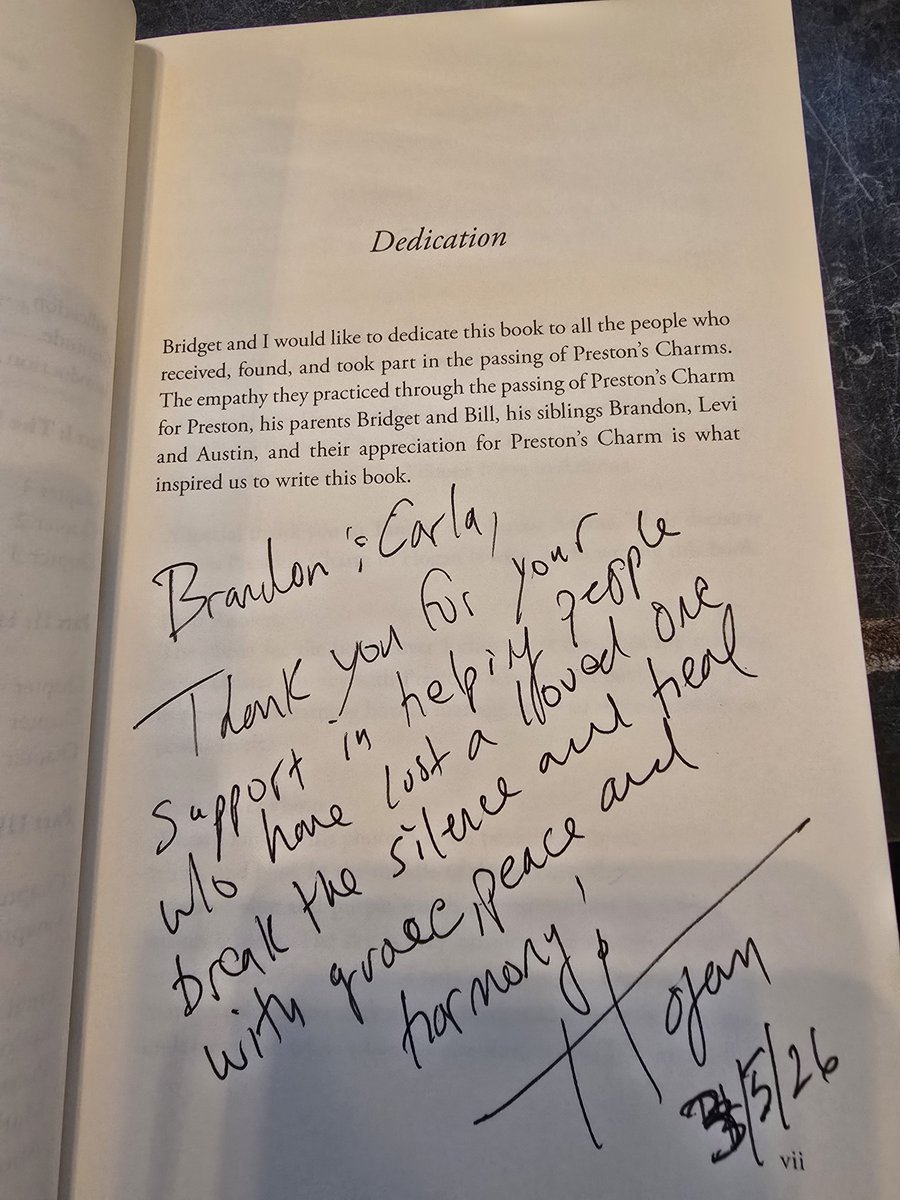 Dedication
Bridget and I would like to dedicate this book to all the people who
received, found, and took part in the passing of Preston's Charms.
The empathy they practiced through the passing of Preston's Charm
for Preston, his parents Bridget and Bill, his siblings Brandon, Levi
and Austin, and their appreciation for Preston's Charm is what
inspired us to write this book.
Brandon & Carla,
Thank you for your
support in helping people
who have lost a loved one
break the silence and heal
with grace, peace and
harmony!
/5/26
vii